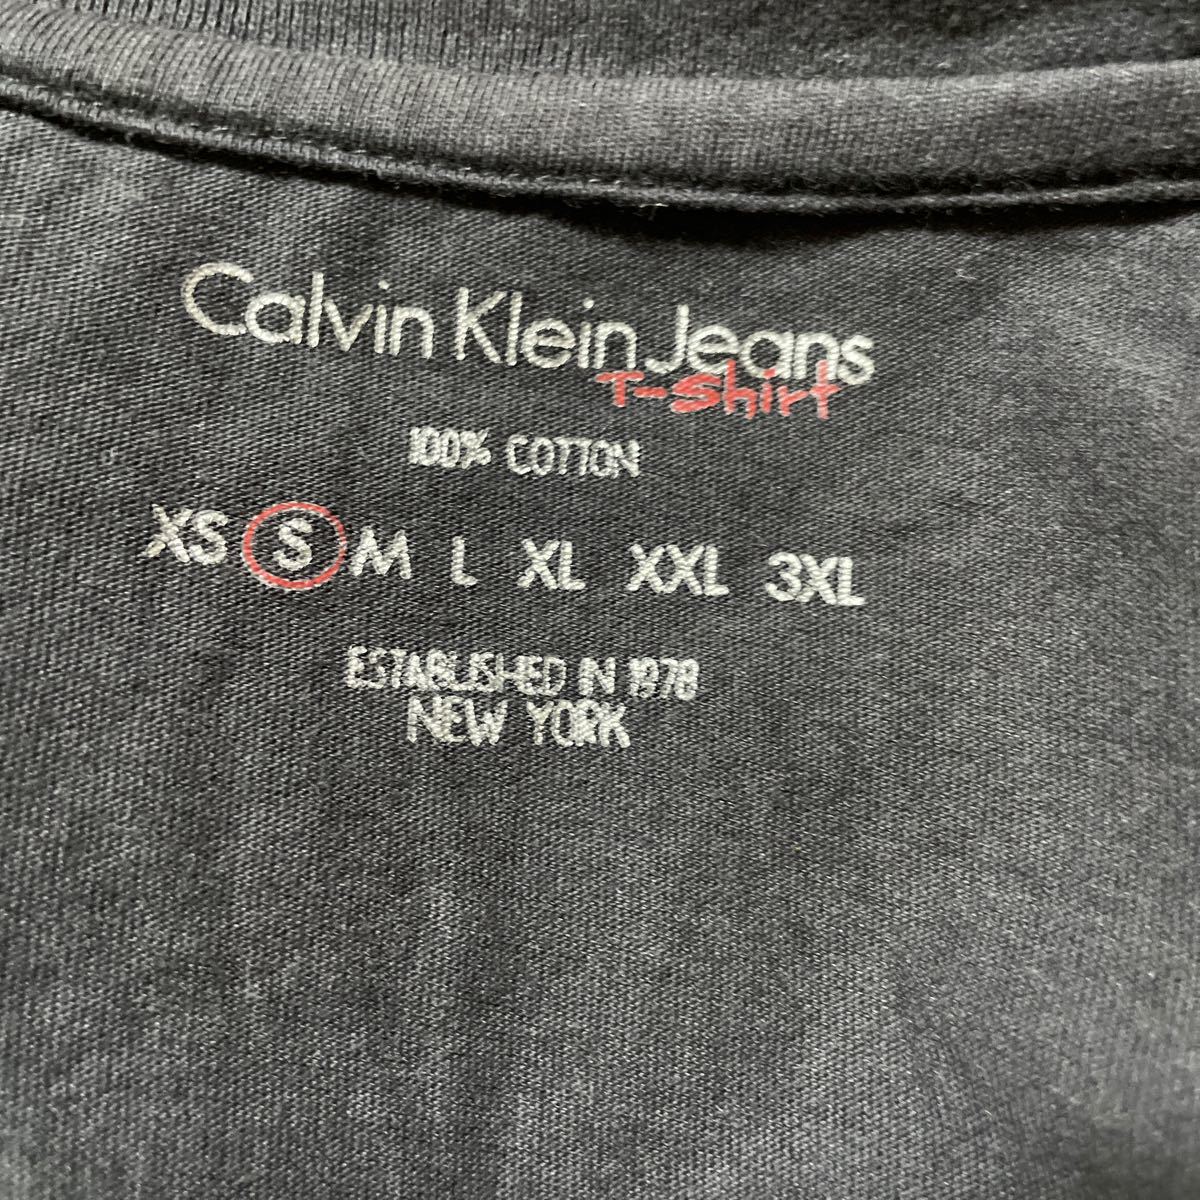 Calvin Klein Jeans
T-Shirt
100% COTTON
XS S M L XL XXL 3XL
ESTABLISHED IN 1978
NEW YORK